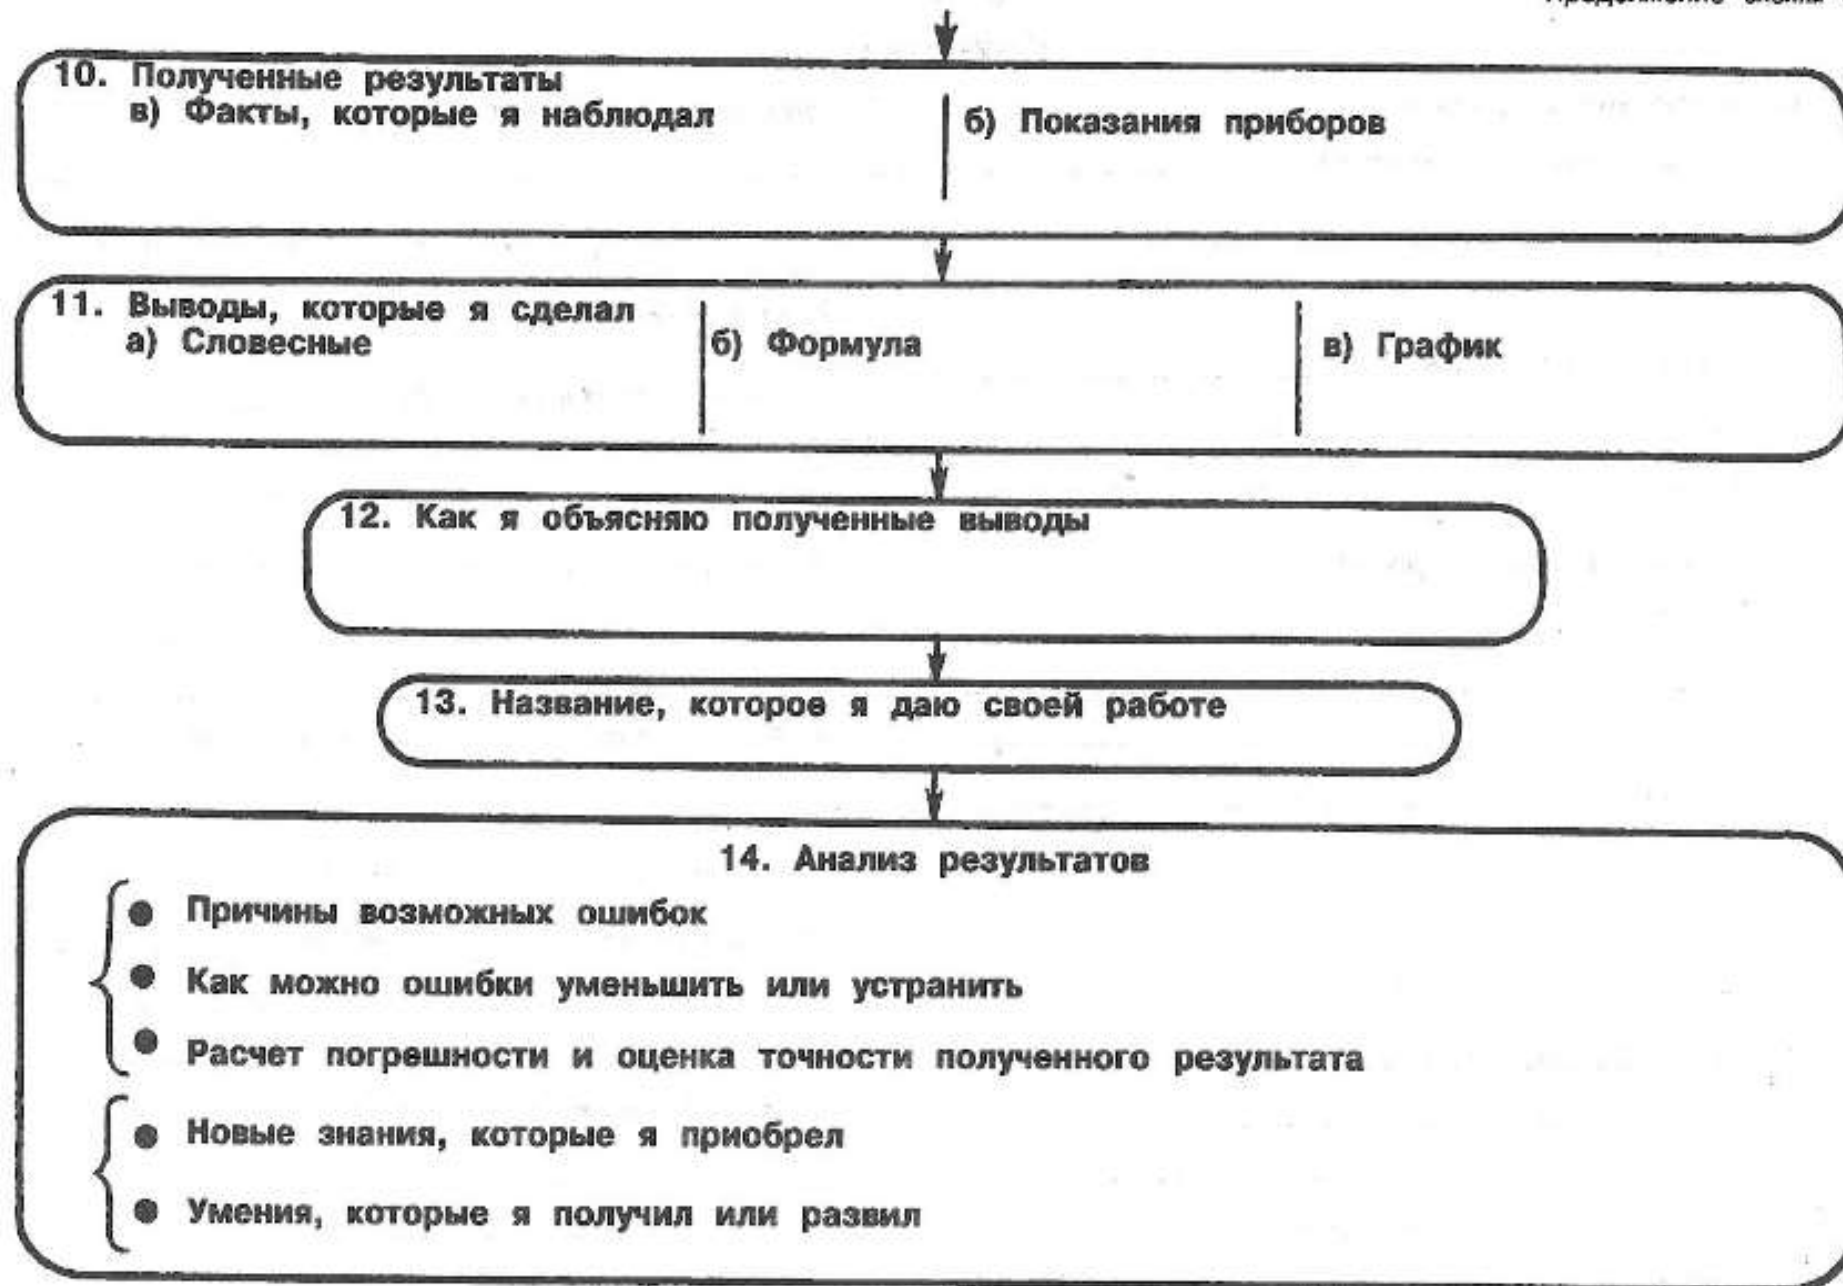 10. Полученные результаты
в) Факты, которые я наблюдал
б) Показания приборов
11. Выводы, которые я сделал
а) Словесные
б) Формула
в) График
12. Как я объясняю полученные выводы
13. Название, которое я даю своей работе
14. Анализ результатов
● Причины возможных ошибок
● Как можно ошибки уменьшить или устранить
● Расчет погрешности и оценка точности полученного результата
● Новые знания, которые я приобрел
● Умения, которые я получил или развил